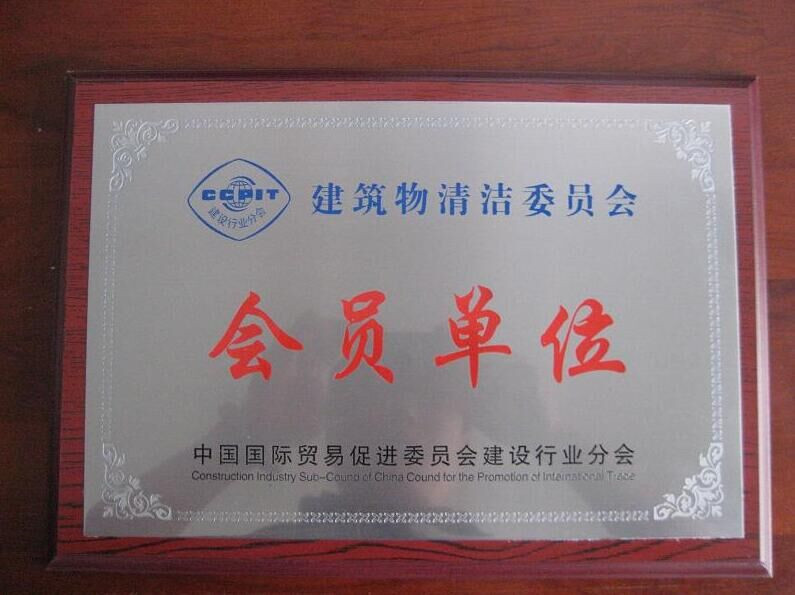 CCPIT
建设行业分会
建筑物清洁委员会
会员单位
中国国际贸易促进委员会建设行业分会
Construction Industry Sub-Council of China Council for the Promotion of International Trade